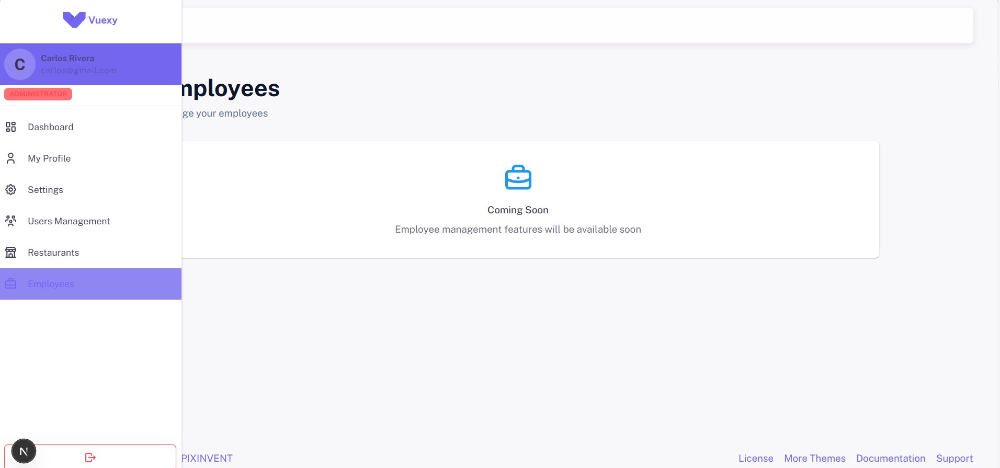 Vuexy
C
Carlos Rivera
carlos@gmail.com
ADMINISTRATOR
Dashboard
My Profile
Settings
Users Management
Restaurants
Employees
mployees
ge your employees
Coming Soon
Employee management features will be available soon
N
PIXINVENT
License
More Themes
Documentation
Support